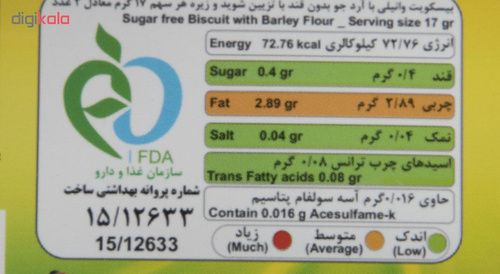 digikala
بیسکویت وانیلی با آرد جو بدون قند با تزیین شوید و زیره هر سهم ۱۷ گرم معادل ۲ عدد
Sugar free Biscuit with Barley Flour _ Serving size 17 gr
Energy 72.76 kcal انرژی ۷۲/۷۶ کیلوکالری
Sugar 0.4 gr قند ۰/۴ گرم
Fat 2.89 gr چربی ۲/۸۹ گرم
Salt 0.04 gr نمک ۰/۰۴ گرم
اسیدهای چرب ترانس ۰/۰۸ گرم
Trans Fatty acids 0.08 gr
حاوی ۰/۰۱۶گرم آسه سولفام پتاسیم
Contain 0.016 g Acesulfame-k
اندک (Low) متوسط (Average) زیاد (Much)
IFDA
سازمان غذا و دارو
شماره پروانه بهداشتی ساخت
۱۵/۱۲۶۳۳
15/12633